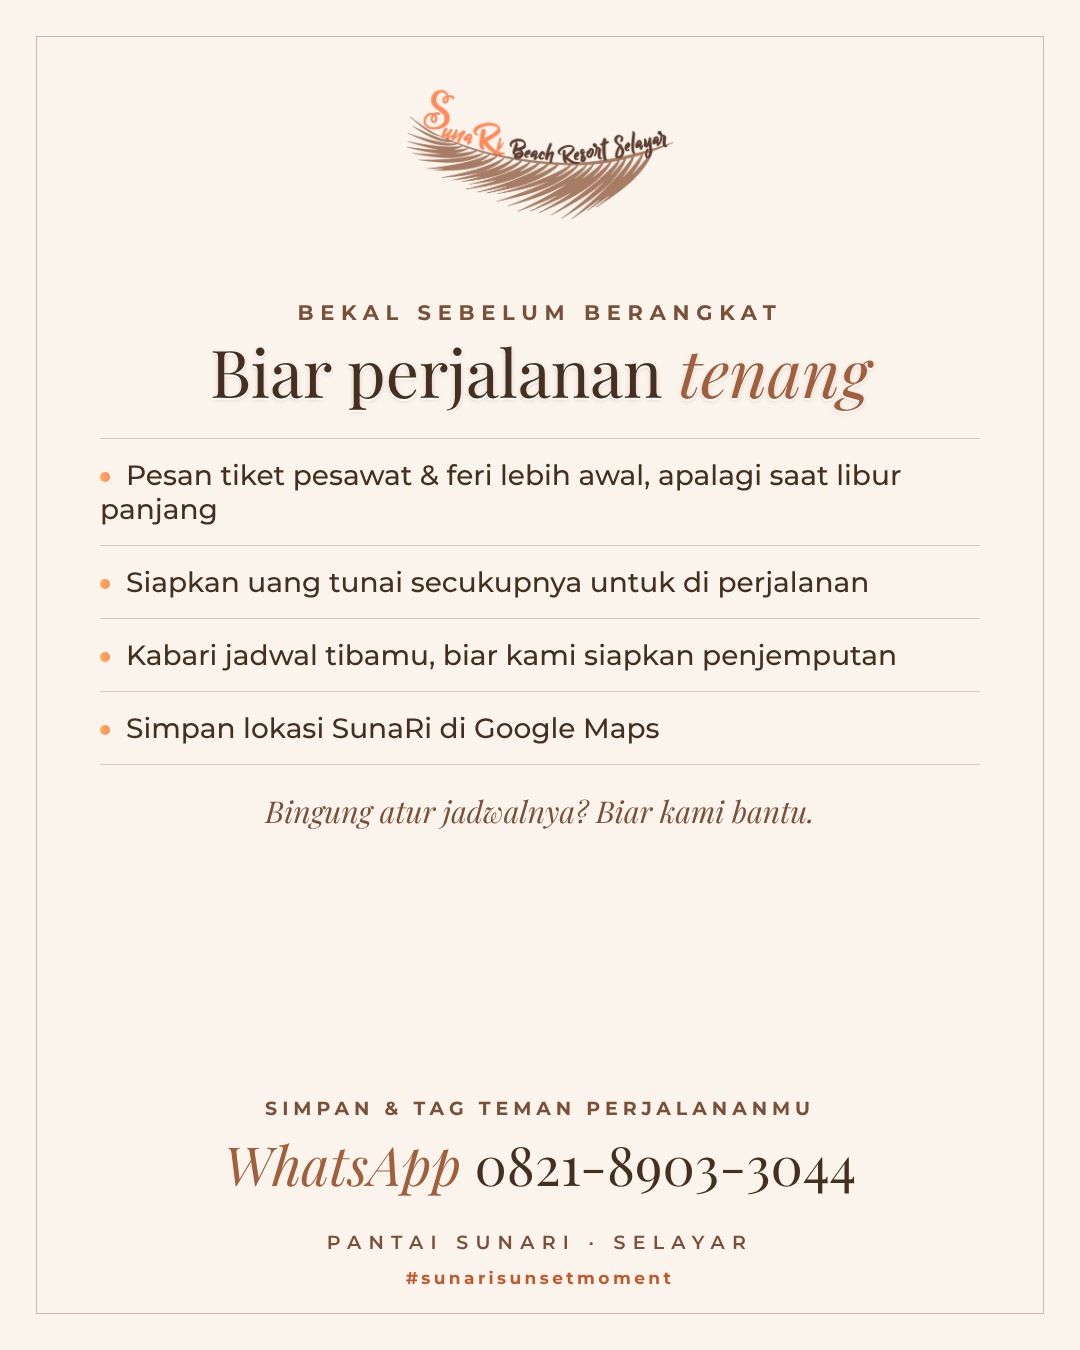 SunaRi Beach Resort Selayar
BEKAL SEBELUM BERANGKAT
Biar perjalanan tenang
• Pesan tiket pesawat & feri lebih awal, apalagi saat libur
panjang
• Siapkan uang tunai secukupnya untuk di perjalanan
• Kabari jadwal tibamu, biar kami siapkan penjemputan
• Simpan lokasi SunaRi di Google Maps
Bingung atur jadwalnya? Biar kami bantu.
SIMPAN & TAG TEMAN PERJALANANMU
WhatsApp 0821-8903-3044
PANTAI SUNARI · SELAYAR
#sunarisunsetmoment